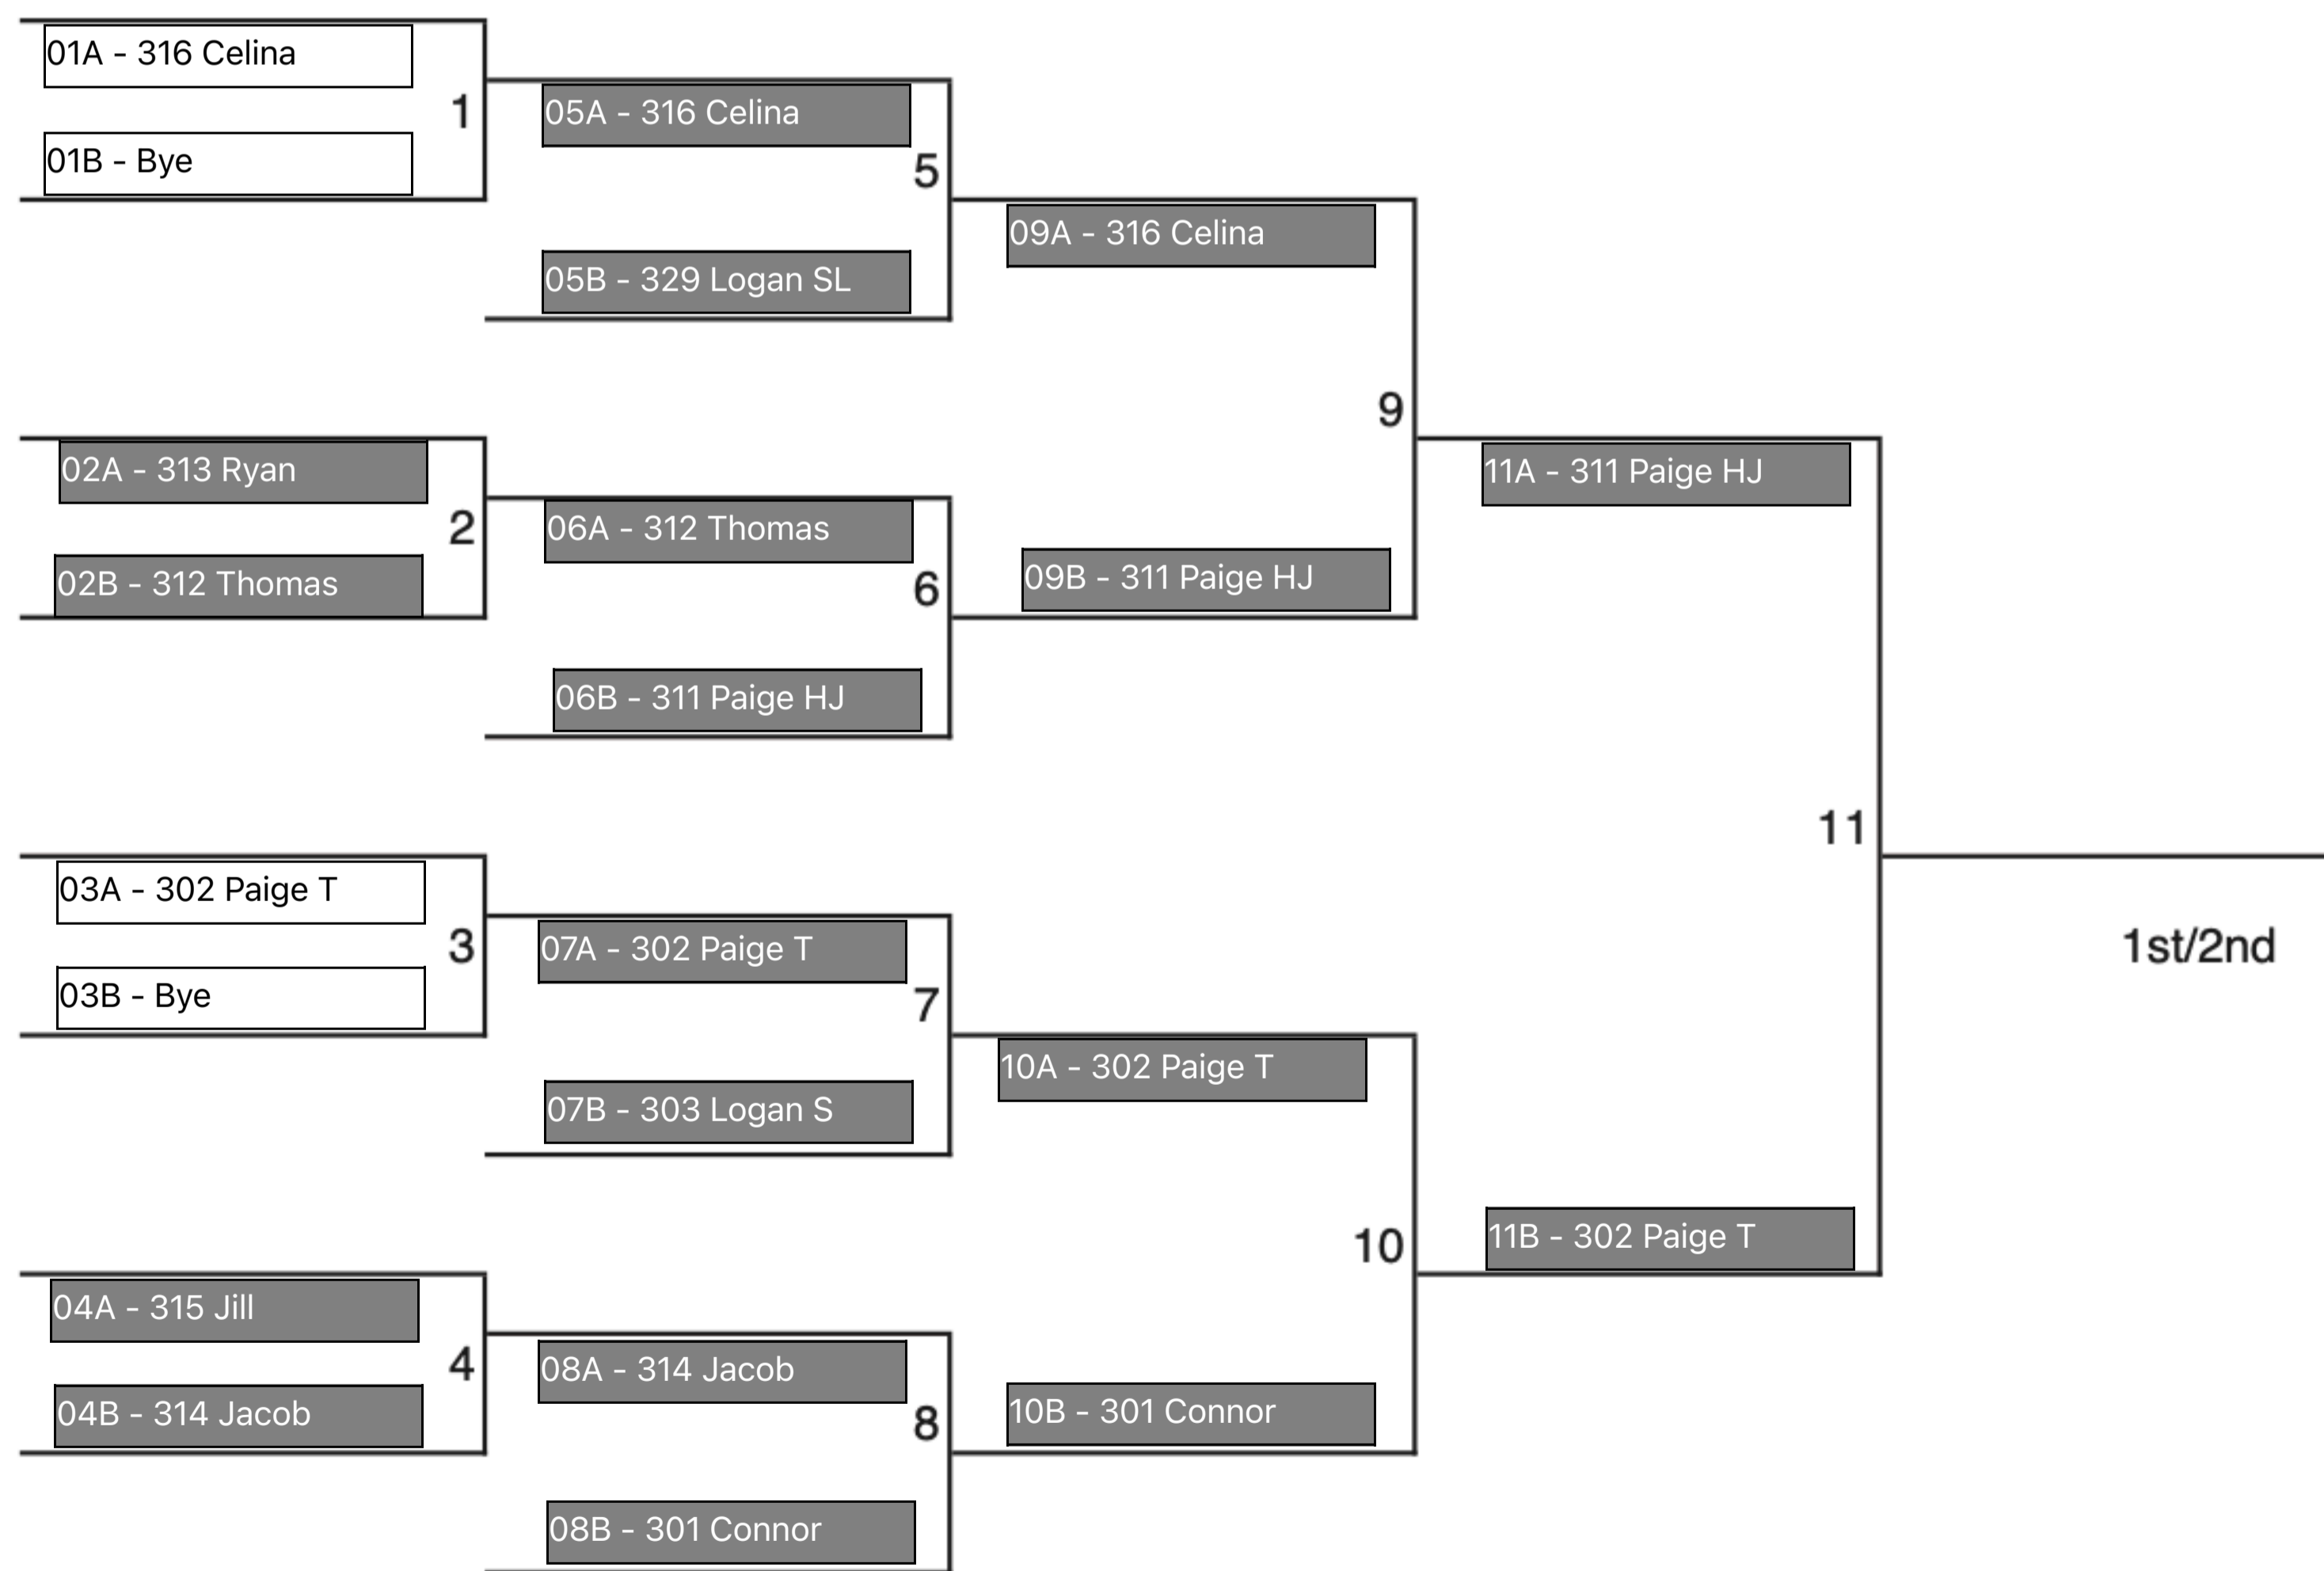 01A - 316 Celina
1
01B - Bye
05A - 316 Celina
5
05B - 329 Logan SL
09A - 316 Celina
9
02A - 313 Ryan
2
02B - 312 Thomas
06A - 312 Thomas
6
06B - 311 Paige HJ
09B - 311 Paige HJ
11A - 311 Paige HJ
11
1st/2nd
03A - 302 Paige T
3
03B - Bye
07A - 302 Paige T
7
07B - 303 Logan S
10A - 302 Paige T
10
11B - 302 Paige T
04A - 315 Jill
4
04B - 314 Jacob
08A - 314 Jacob
8
08B - 301 Connor
10B - 301 Connor